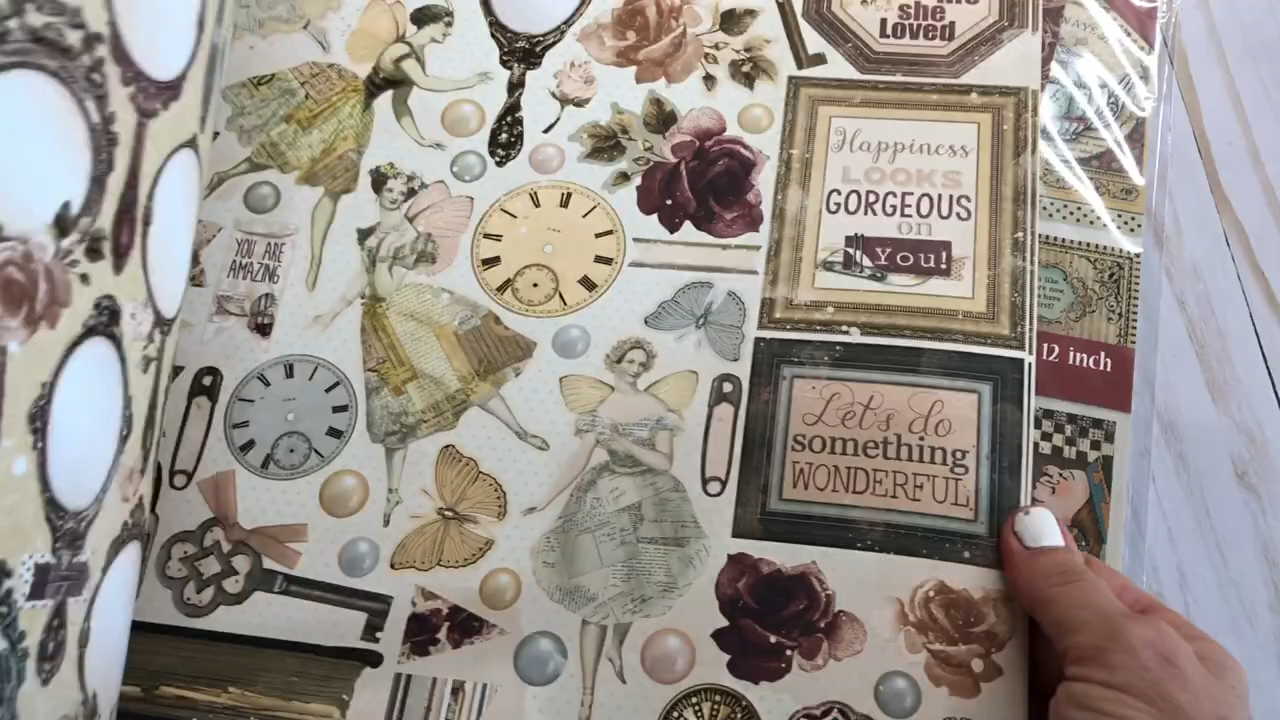 she
Loved
Happiness
LOOKS
GORGEOUS
on
You!
YOU ARE
AMAZING
12 inch
Let's do
something
WONDERFUL